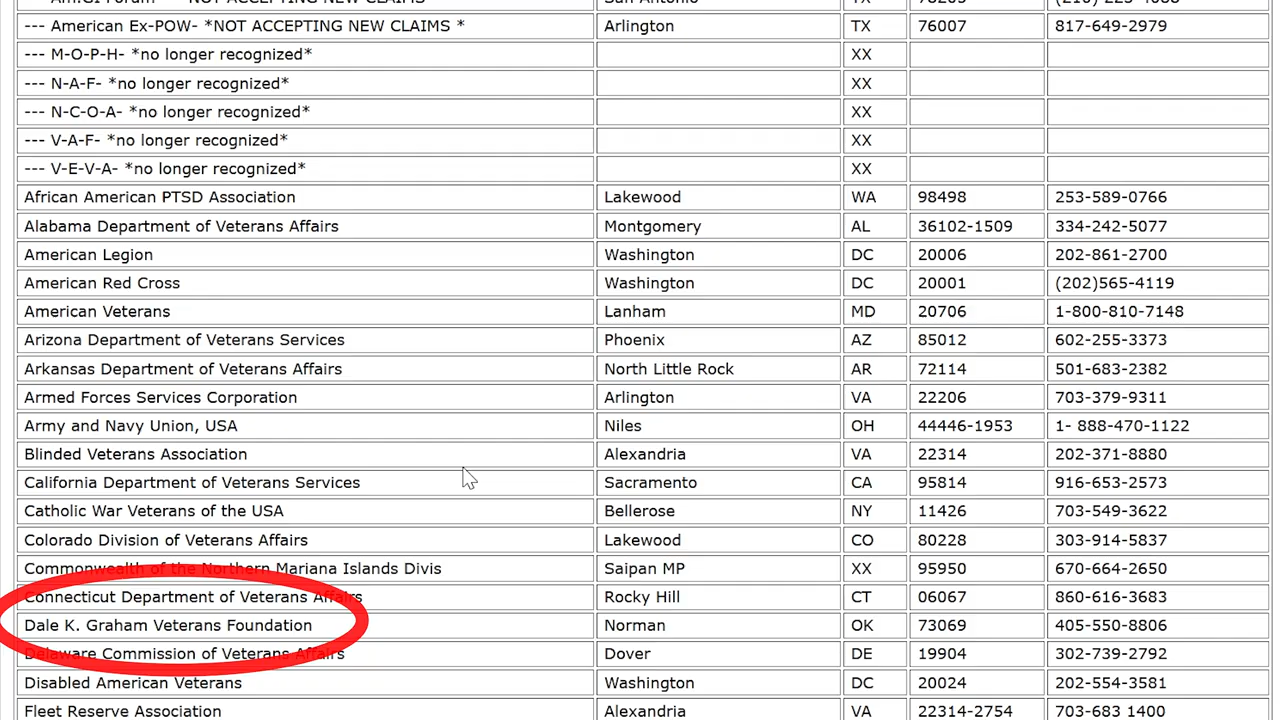 --- American Ex-POW- *NOT ACCEPTING NEW CLAIMS * Arlington TX 76007 817-649-2979
--- M-O-P-H- *no longer recognized* XX
--- N-A-F- *no longer recognized* XX
--- N-C-O-A- *no longer recognized* XX
--- V-A-F- *no longer recognized* XX
--- V-E-V-A- *no longer recognized* XX
African American PTSD Association Lakewood WA 98498 253-589-0766
Alabama Department of Veterans Affairs Montgomery AL 36102-1509 334-242-5077
American Legion Washington DC 20006 202-861-2700
American Red Cross Washington DC 20001 (202)565-4119
American Veterans Lanham MD 20706 1-800-810-7148
Arizona Department of Veterans Services Phoenix AZ 85012 602-255-3373
Arkansas Department of Veterans Affairs North Little Rock AR 72114 501-683-2382
Armed Forces Services Corporation Arlington VA 22206 703-379-9311
Army and Navy Union, USA Niles OH 44446-1953 1- 888-470-1122
Blinded Veterans Association Alexandria VA 22314 202-371-8880
California Department of Veterans Services Sacramento CA 95814 916-653-2573
Catholic War Veterans of the USA Bellerose NY 11426 703-549-3622
Colorado Division of Veterans Affairs Lakewood CO 80228 303-914-5837
Commonwealth of the Northern Mariana Islands Divis Saipan MP XX 95950 670-664-2650
Connecticut Department of Veterans Affairs Rocky Hill CT 06067 860-616-3683
Dale K. Graham Veterans Foundation Norman OK 73069 405-550-8806
Delaware Commission of Veterans Affairs Dover DE 19904 302-739-2792
Disabled American Veterans Washington DC 20024 202-554-3581
Fleet Reserve Association Alexandria VA 22314-2754 703-683 1400